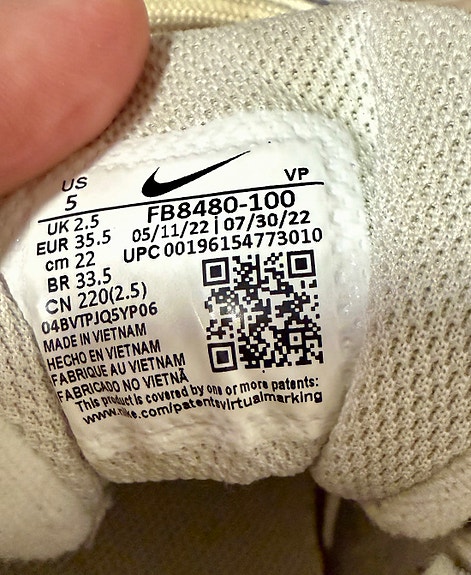 US
5
UK 2.5
EUR 35.5
cm 22
BR 33.5
CN 220(2.5)
04BVTPJQ5YP06
MADE IN VIETNAM
HECHO EN VIETNAM
FABRIQUE AU VIETNAM
FABRICADO NO VIETNÃ
VP
FB8480-100
05/11/22 | 07/30/22
UPC 00196154773010
This product is covered by one or more patents:
www.nike.com/patentsvirtualmarking